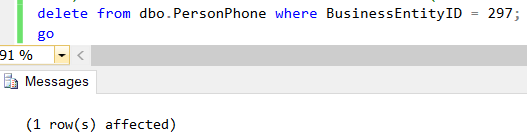 delete from dbo.PersonPhone where BusinessEntityID = 297;
go
91 %
Messages
(1 row(s) affected)